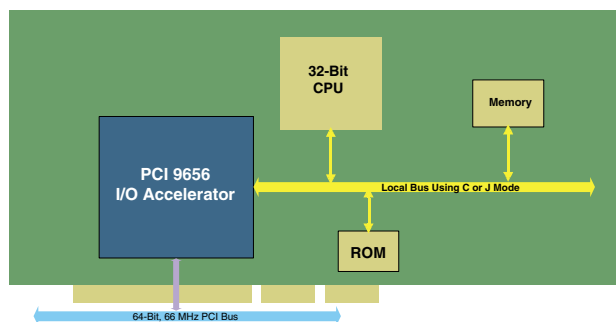 32-Bit
CPU
Memory
PCI 9656
I/O Accelerator
Local Bus Using C or J Mode
ROM
64-Bit, 66 MHz PCI Bus